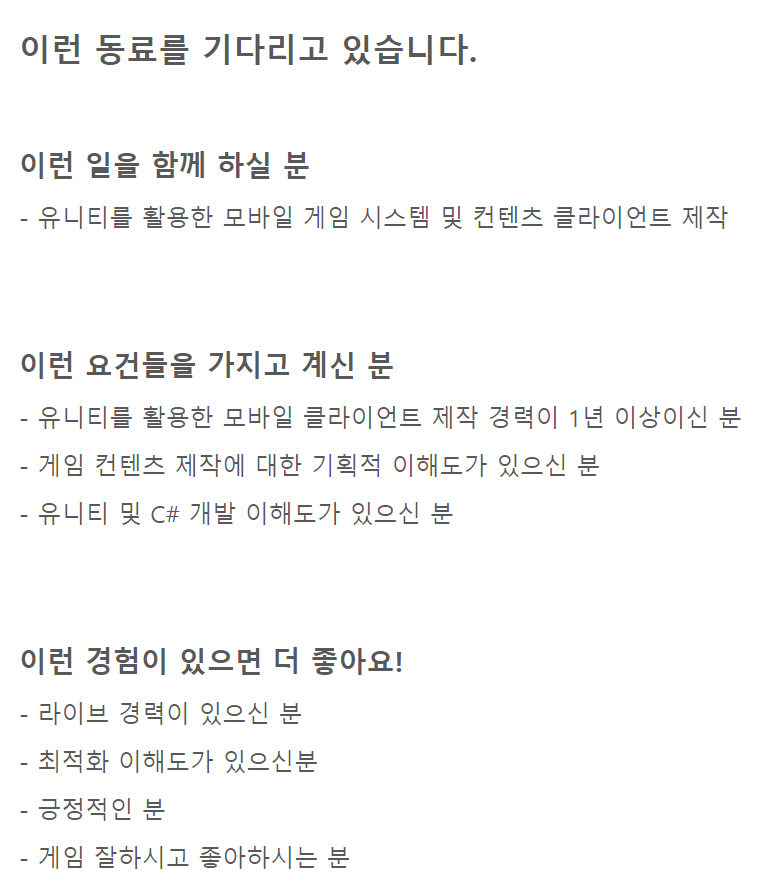 이런 동료를 기다리고 있습니다.
이런 일을 함께 하실 분
- 유니티를 활용한 모바일 게임 시스템 및 컨텐츠 클라이언트 제작
이런 요건들을 가지고 계신 분
- 유니티를 활용한 모바일 클라이언트 제작 경력이 1년 이상이신 분
- 게임 컨텐츠 제작에 대한 기획적 이해도가 있으신 분
- 유니티 및 C# 개발 이해도가 있으신 분
이런 경험이 있으면 더 좋아요!
- 라이브 경력이 있으신 분
- 최적화 이해도가 있으신분
- 긍정적인 분
- 게임 잘하시고 좋아하시는 분